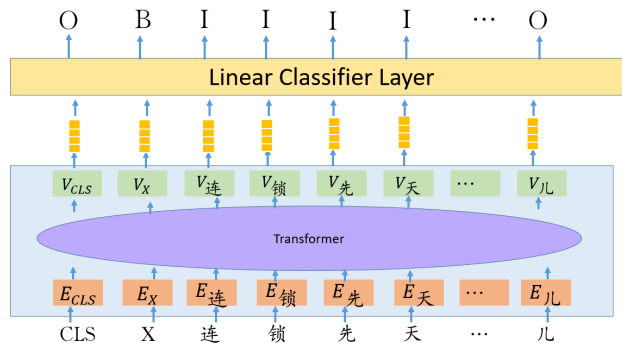 O B I I I I ... O
Linear Classifier Layer
V_CLS V_X V_连 V_锁 V_先 V_天 ... V_儿
Transformer
E_CLS E_X E_连 E_锁 E_先 E_天 ... E_儿
CLS X 连 锁 先 天 ... 儿